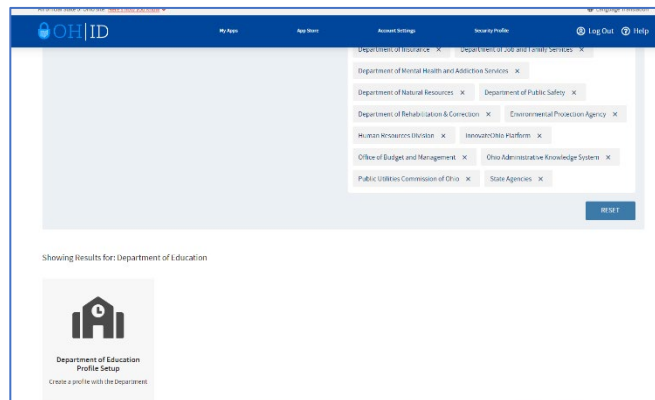 OH|ID
My Apps
App Store
Account Settings
Security Profile
Log Out
Help
Department of Insurance ×
Department of Job and Family Services ×
Department of Mental Health and Addiction Services ×
Department of Natural Resources ×
Department of Public Safety ×
Department of Rehabilitation & Correction ×
Environmental Protection Agency ×
Human Resources Division ×
InnovateOhio Platform ×
Office of Budget and Management ×
Ohio Administrative Knowledge System ×
Public Utilities Commission of Ohio ×
State Agencies ×
RESET
Showing Results for: Department of Education
Department of Education
Profile Setup
Create a profile with the Department